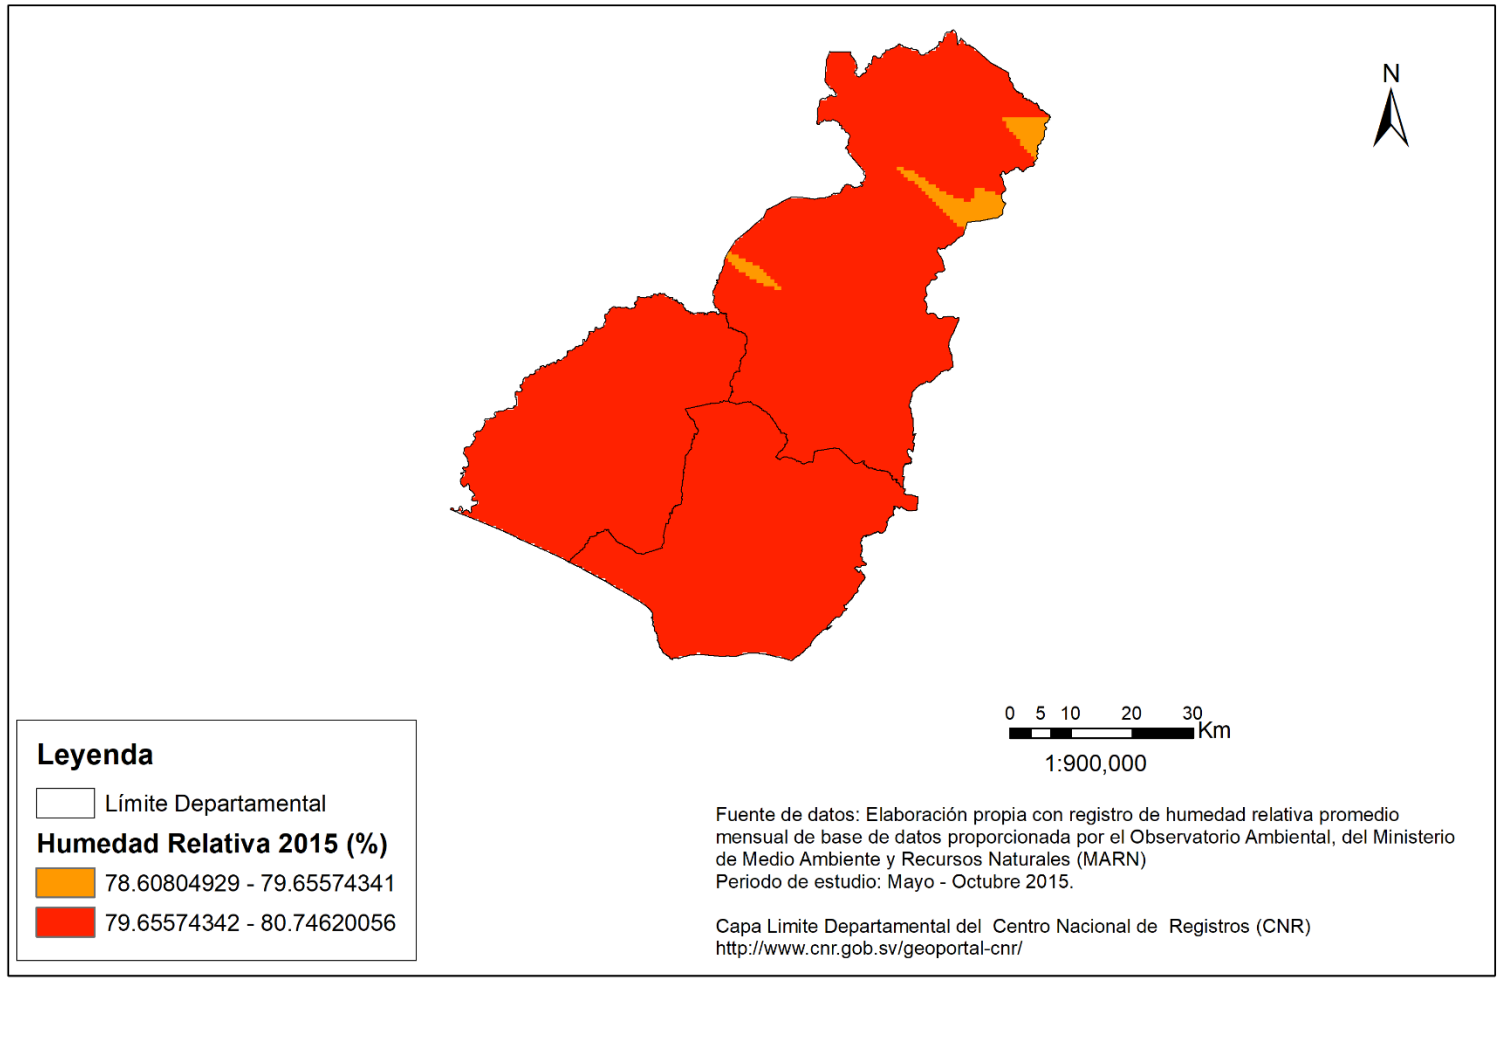 N
0 5 10 20 30
Km
1:900,000
Leyenda
Límite Departamental
Humedad Relativa 2015 (%)
78.60804929 - 79.65574341
79.65574342 - 80.74620056
Fuente de datos: Elaboración propia con registro de humedad relativa promedio
mensual de base de datos proporcionada por el Observatorio Ambiental, del Ministerio
de Medio Ambiente y Recursos Naturales (MARN)
Periodo de estudio: Mayo - Octubre 2015.
Capa Limite Departamental del Centro Nacional de Registros (CNR)
http://www.cnr.gob.sv/geoportal-cnr/